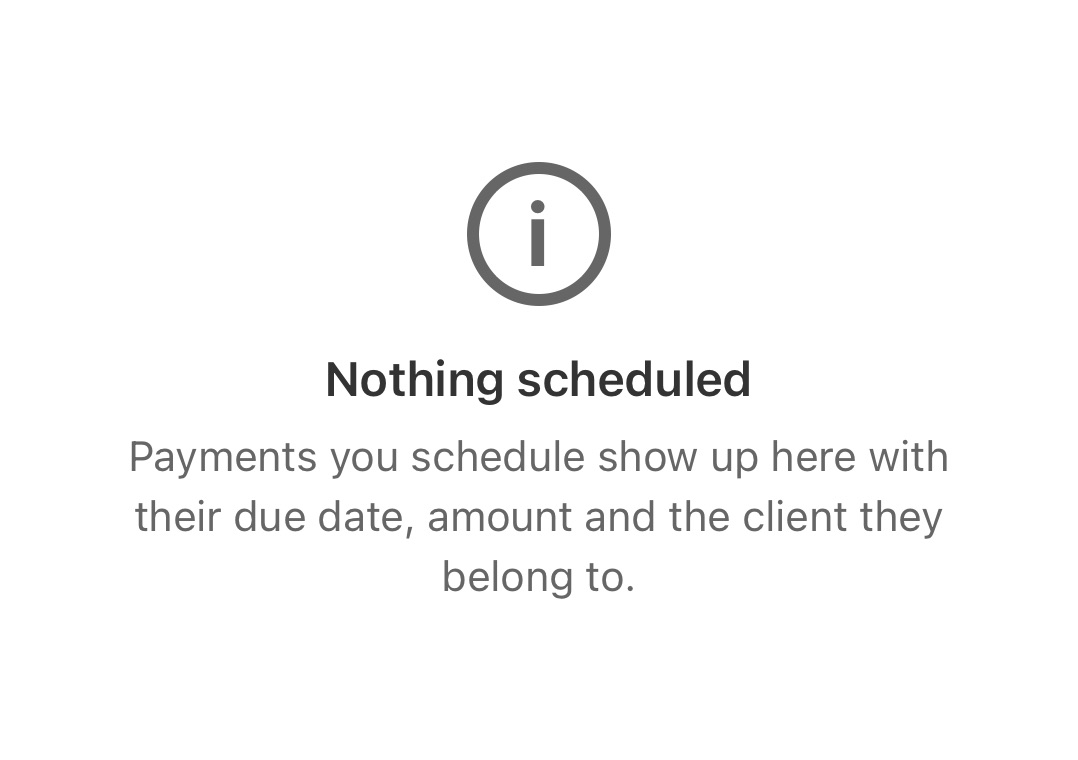 Nothing scheduled
Payments you schedule show up here with
their due date, amount and the client they
belong to.